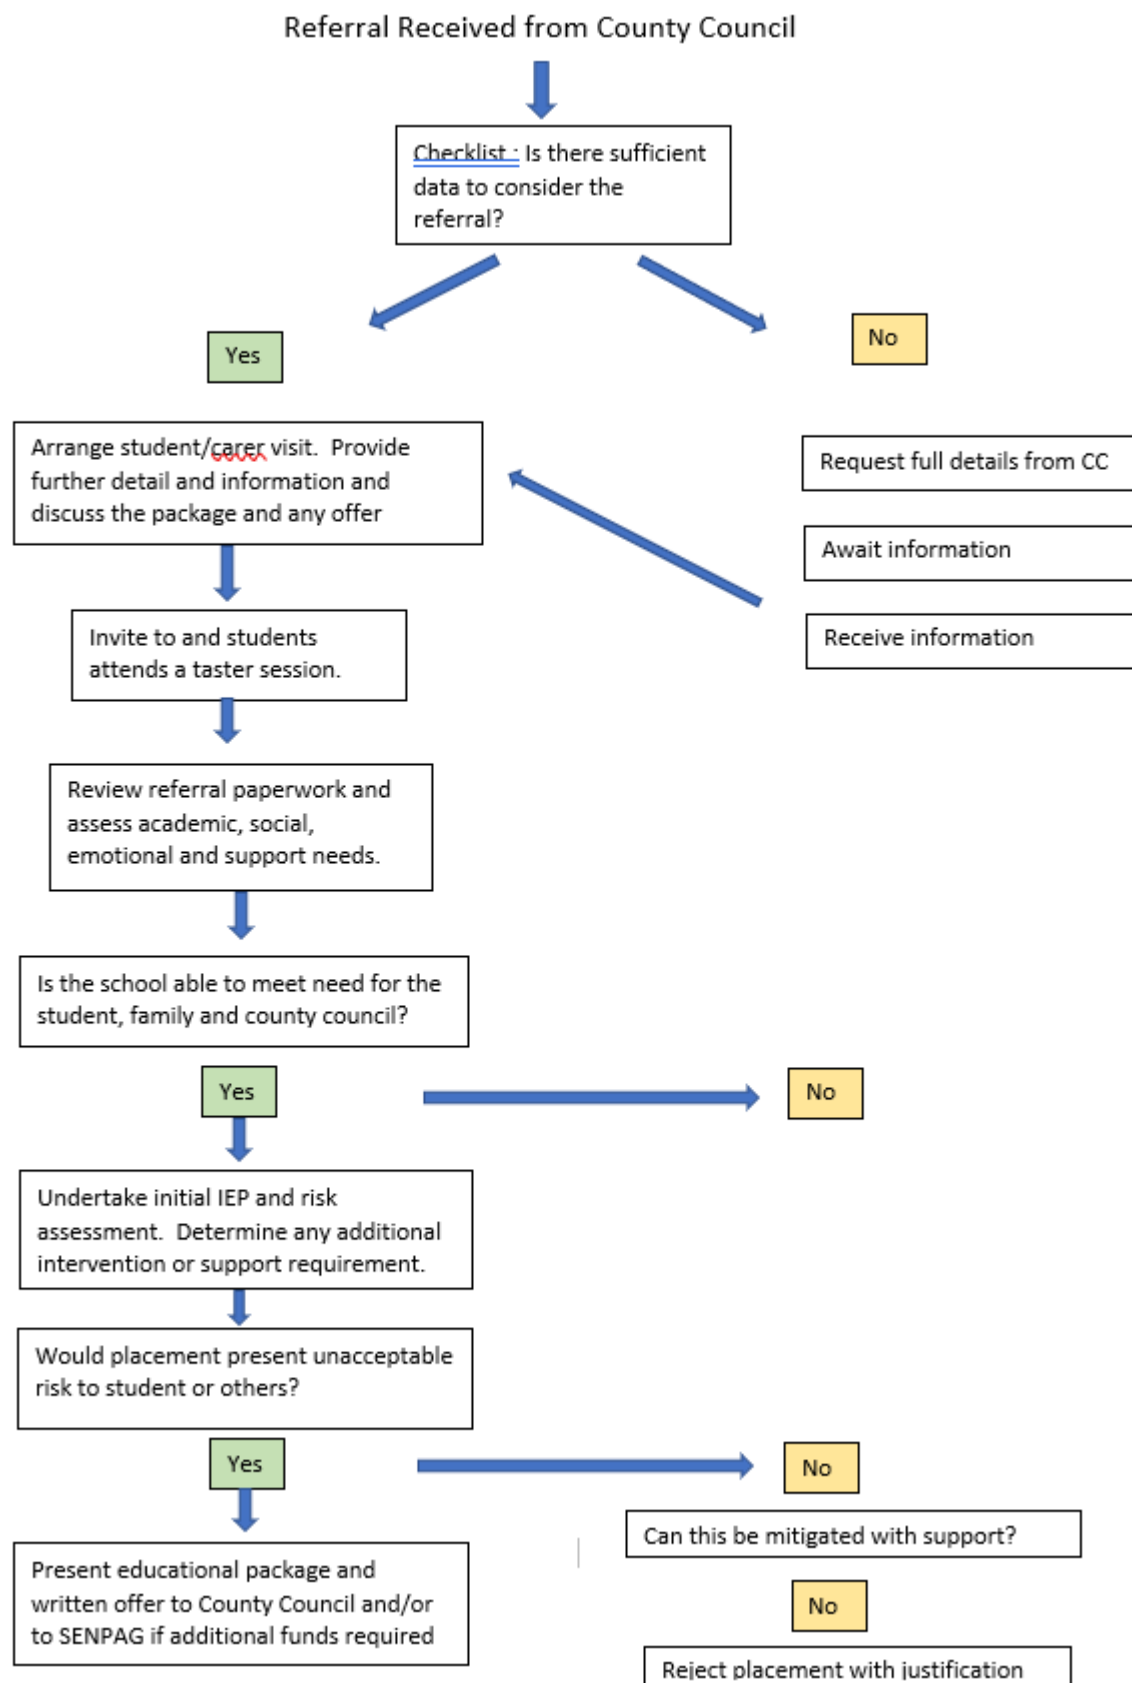 Referral Received from County Council
Checklist : Is there sufficient
data to consider the
referral?
Yes
No
Arrange student/carer visit.  Provide
further detail and information and
discuss the package and any offer
Request full details from CC
Await information
Receive information
Invite to and students
attends a taster session.
Review referral paperwork and
assess academic, social,
emotional and support needs.
Is the school able to meet need for the
student, family and county council?
Yes
No
Undertake initial IEP and risk
assessment.  Determine any additional
intervention or support requirement.
Would placement present unacceptable
risk to student or others?
Yes
No
Can this be mitigated with support?
Present educational package and
written offer to County Council and/or
to SENPAG if additional funds required
No
Reject placement with justification